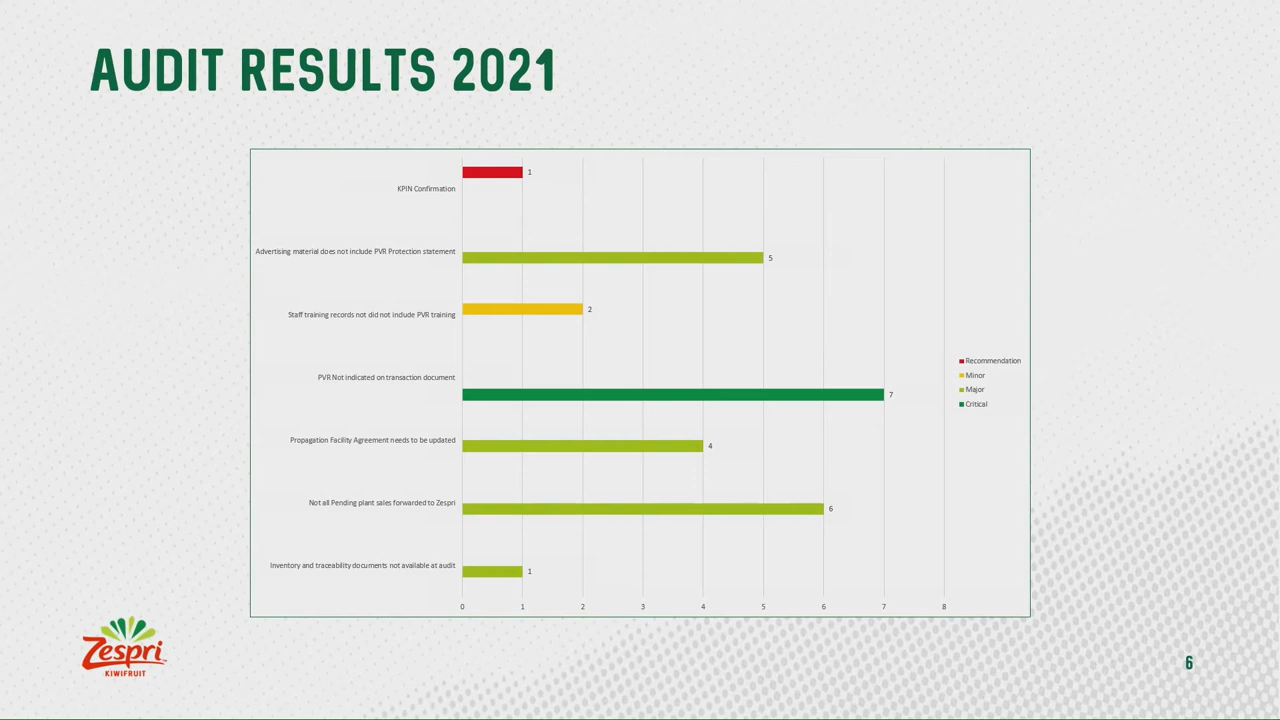 AUDIT RESULTS 2021
KPIN Confirmation
1
Advertising material does not include PVR Protection statement
5
Staff training records not did not include PVR training
2
PVR Not indicated on transaction document
7
Propagation Facility Agreement needs to be updated
4
Not all Pending plant sales forwarded to Zespri
6
Inventory and traceability documents not available at audit
1
0 1 2 3 4 5 6 7 8
Recommendation
Minor
Major
Critical
Zespri
KIWIFRUIT
6